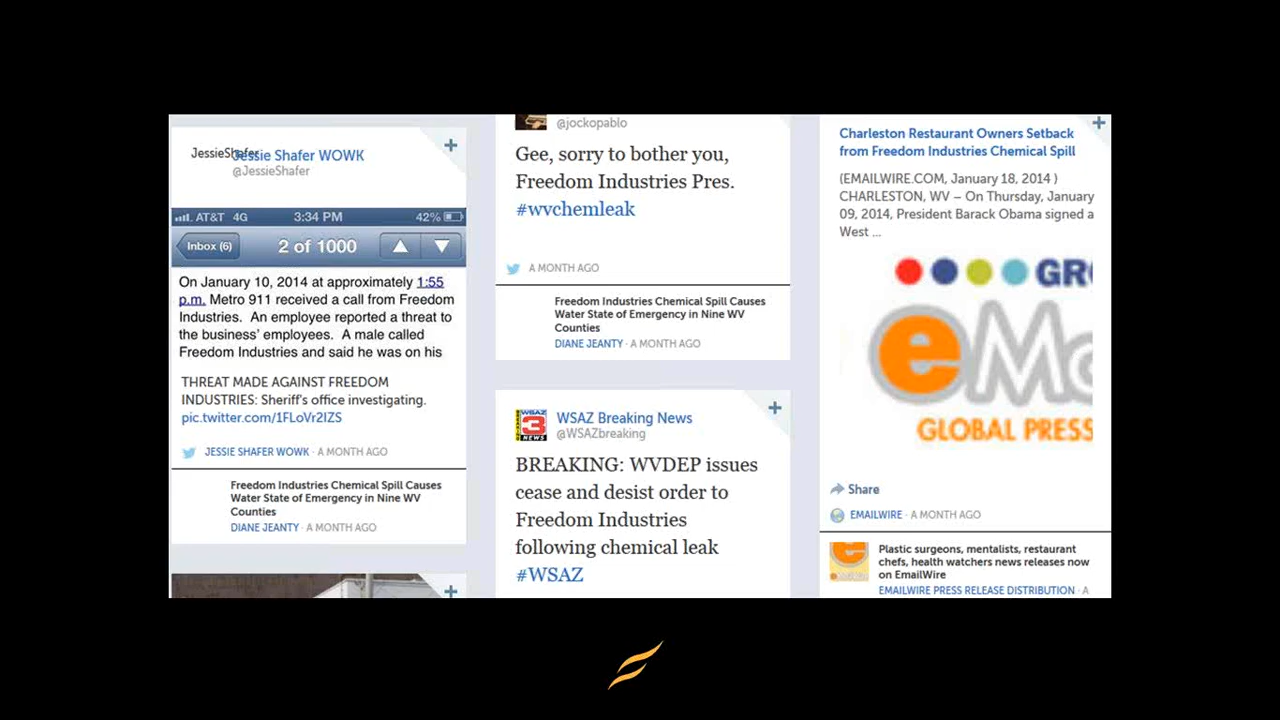 JessieShafer
Jessie Shafer WOWK
@JessieShafer
AT&T 4G 3:34 PM 42%
Inbox (6) 2 of 1000
On January 10, 2014 at approximately 1:55
p.m. Metro 911 received a call from Freedom
Industries. An employee reported a threat to
the business' employees. A male called
Freedom Industries and said he was on his
THREAT MADE AGAINST FREEDOM
INDUSTRIES: Sheriff's office investigating.
pic.twitter.com/1FLoVr2IZS
JESSIE SHAFER WOWK · A MONTH AGO
Freedom Industries Chemical Spill Causes
Water State of Emergency in Nine WV
Counties
DIANE JEANTY · A MONTH AGO
@jockopablo
Gee, sorry to bother you,
Freedom Industries Pres.
#wvchemleak
A MONTH AGO
Freedom Industries Chemical Spill Causes
Water State of Emergency in Nine WV
Counties
DIANE JEANTY · A MONTH AGO
WSAZ
3
NEWS
WSAZ Breaking News
@WSAZbreaking
BREAKING: WVDEP issues
cease and desist order to
Freedom Industries
following chemical leak
#WSAZ
Charleston Restaurant Owners Setback
from Freedom Industries Chemical Spill
(EMAILWIRE.COM, January 18, 2014 )
CHARLESTON, WV – On Thursday, January
09, 2014, President Barack Obama signed a
West ...
GRO
eMa
GLOBAL PRESS
Share
EMAILWIRE · A MONTH AGO
Plastic surgeons, mentalists, restaurant
chefs, health watchers news releases now
on EmailWire
EMAILWIRE PRESS RELEASE DISTRIBUTION · A